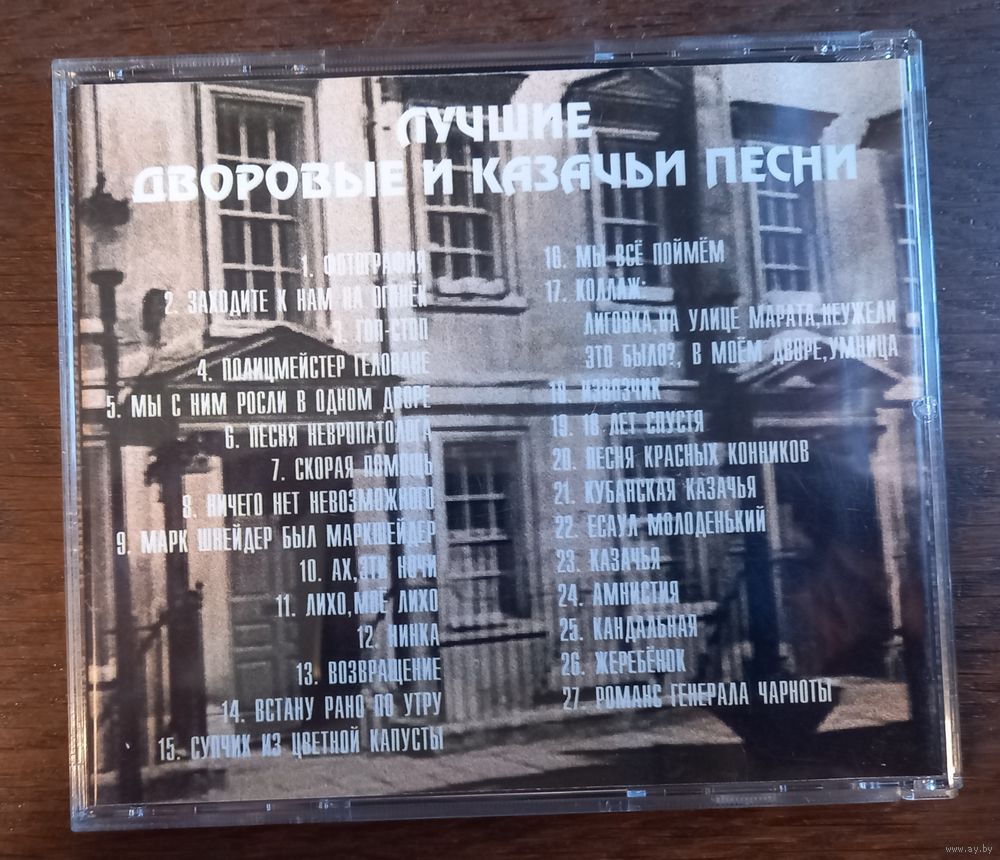 ЛУЧШИЕ
ДВОРОВЫЕ И КАЗАЧЬИ ПЕСНИ
1. ФОТОГРАФИЯ
2. ЗАХОДИТЕ К НАМ НА ОГОНЁК
3. ГОП-СТОП
4. ПОЛИЦМЕЙСТЕР ГЕЛОВАНЕ
5. МЫ С НИМ РОСЛИ В ОДНОМ ДВОРЕ
6. ПЕСНЯ НЕВРОПАТОЛОГА
7. СКОРАЯ ПОМОЩЬ
8. НИЧЕГО НЕТ НЕВОЗМОЖНОГО
9. МАРК ШНЕЙДЕР БЫЛ МАРКШЕЙДЕР
10. АХ,ЭТИ НОЧИ
11. ЛИХО,МОЁ ЛИХО
12. НИНКА
13. ВОЗВРАЩЕНИЕ
14. ВСТАНУ РАНО ПО УТРУ
15. СУПЧИК ИЗ ЦВЕТНОЙ КАПУСТЫ
16. МЫ ВСЁ ПОЙМЁМ
17. КОЛЛАЖ:
ЛИГОВКА,НА УЛИЦЕ МАРАТА,НЕУЖЕЛИ
ЭТО БЫЛО?, В МОЁМ ДВОРЕ,УМНИЦА
18. ИЗВОЗЧИК
19. 18 ЛЕТ СПУСТЯ
20. ПЕСНЯ КРАСНЫХ КОННИКОВ
21. КУБАНСКАЯ КАЗАЧЬЯ
22. ЕСАУЛ МОЛОДЕНЬКИЙ
23. КАЗАЧЬЯ
24. АМНИСТИЯ
25. КАНДАЛЬНАЯ
26. ЖЕРЕБЁНОК
27. РОМАНС ГЕНЕРАЛА ЧАРНОТЫ
www.ay.by